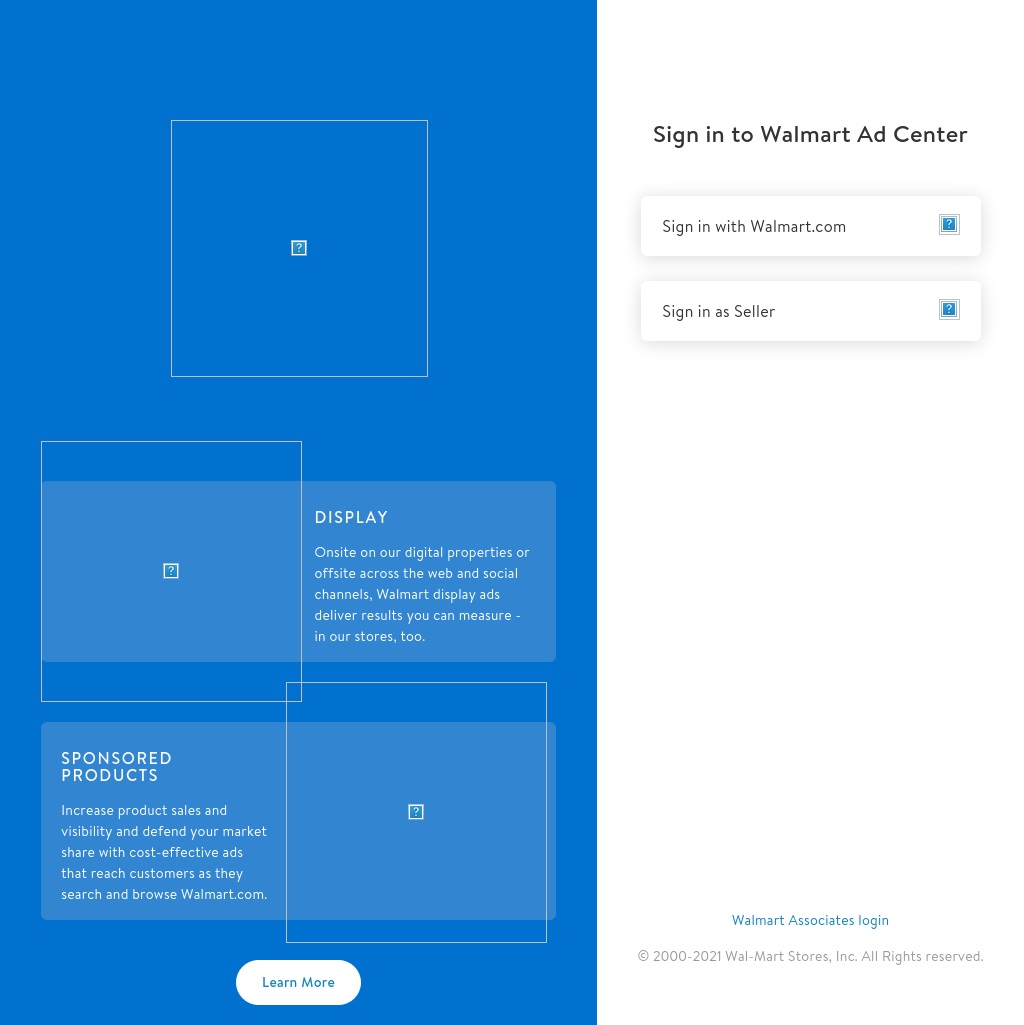 DISPLAY
Onsite on our digital properties or
offsite across the web and social
channels, Walmart display ads
deliver results you can measure -
in our stores, too.
SPONSORED
PRODUCTS
Increase product sales and
visibility and defend your market
share with cost-effective ads
that reach customers as they
search and browse Walmart.com.
Learn More
Sign in to Walmart Ad Center
Sign in with Walmart.com
Sign in as Seller
Walmart Associates login
© 2000-2021 Wal-Mart Stores, Inc. All Rights reserved.